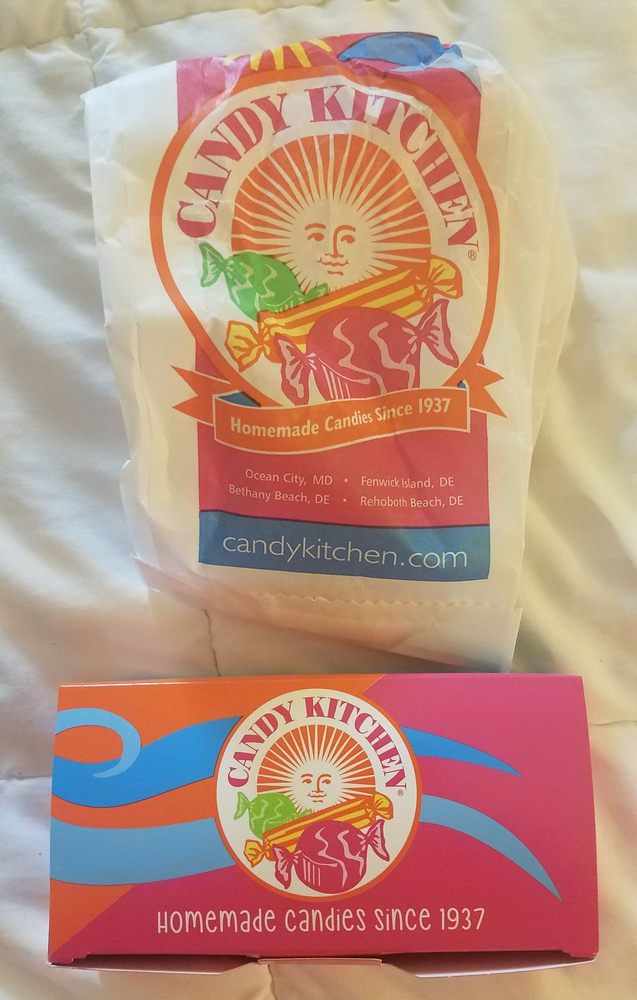 CANDY KITCHEN®
Homemade Candies Since 1937
Ocean City, MD • Fenwick Island, DE
Bethany Beach, DE • Rehoboth Beach, DE
candykitchen.com
CANDY KITCHEN®
Homemade Candies Since 1937